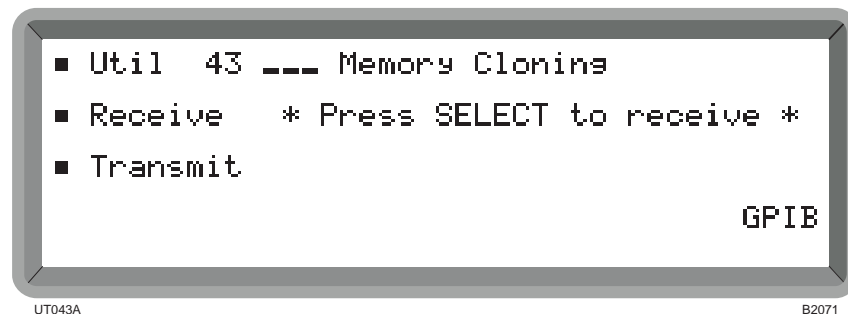 ▪ Util 43 ___ Memory Cloning
▪ Receive * Press SELECT to receive *
▪ Transmit
GPIB
UT043A B2071